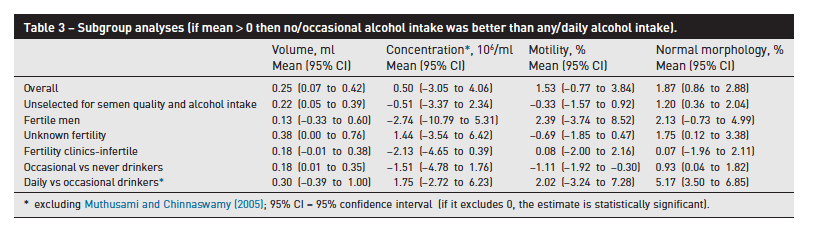 Table 3 – Subgroup analyses (if mean > 0 then no/occasional alcohol intake was better than any/daily alcohol intake).
Volume, ml Concentration*, 10⁶/ml Motility, % Normal morphology, %
Mean (95% CI) Mean (95% CI) Mean (95% CI) Mean (95% CI)
Overall 0.25 (0.07 to 0.42) 0.50 (–3.05 to 4.06) 1.53 (–0.77 to 3.84) 1.87 (0.86 to 2.88)
Unselected for semen quality and alcohol intake 0.22 (0.05 to 0.39) –0.51 (–3.37 to 2.34) –0.33 (–1.57 to 0.92) 1.20 (0.36 to 2.04)
Fertile men 0.13 (–0.33 to 0.60) –2.74 (–10.79 to 5.31) 2.39 (–3.74 to 8.52) 2.13 (–0.73 to 4.99)
Unknown fertility 0.38 (0.00 to 0.76) 1.44 (–3.54 to 6.42) –0.69 (–1.85 to 0.47) 1.75 (0.12 to 3.38)
Fertility clinics-infertile 0.18 (–0.01 to 0.38) –2.13 (–4.65 to 0.39) 0.08 (–2.00 to 2.16) 0.07 (–1.96 to 2.11)
Occasional vs never drinkers 0.18 (0.01 to 0.35) –1.51 (–4.78 to 1.76) –1.11 (–1.92 to –0.30) 0.93 (0.04 to 1.82)
Daily vs occasional drinkers* 0.30 (–0.39 to 1.00) 1.75 (–2.72 to 6.23) 2.02 (–3.24 to 7.28) 5.17 (3.50 to 6.85)
* excluding Muthusami and Chinnaswamy (2005); 95% CI = 95% confidence interval (if it excludes 0, the estimate is statistically significant).